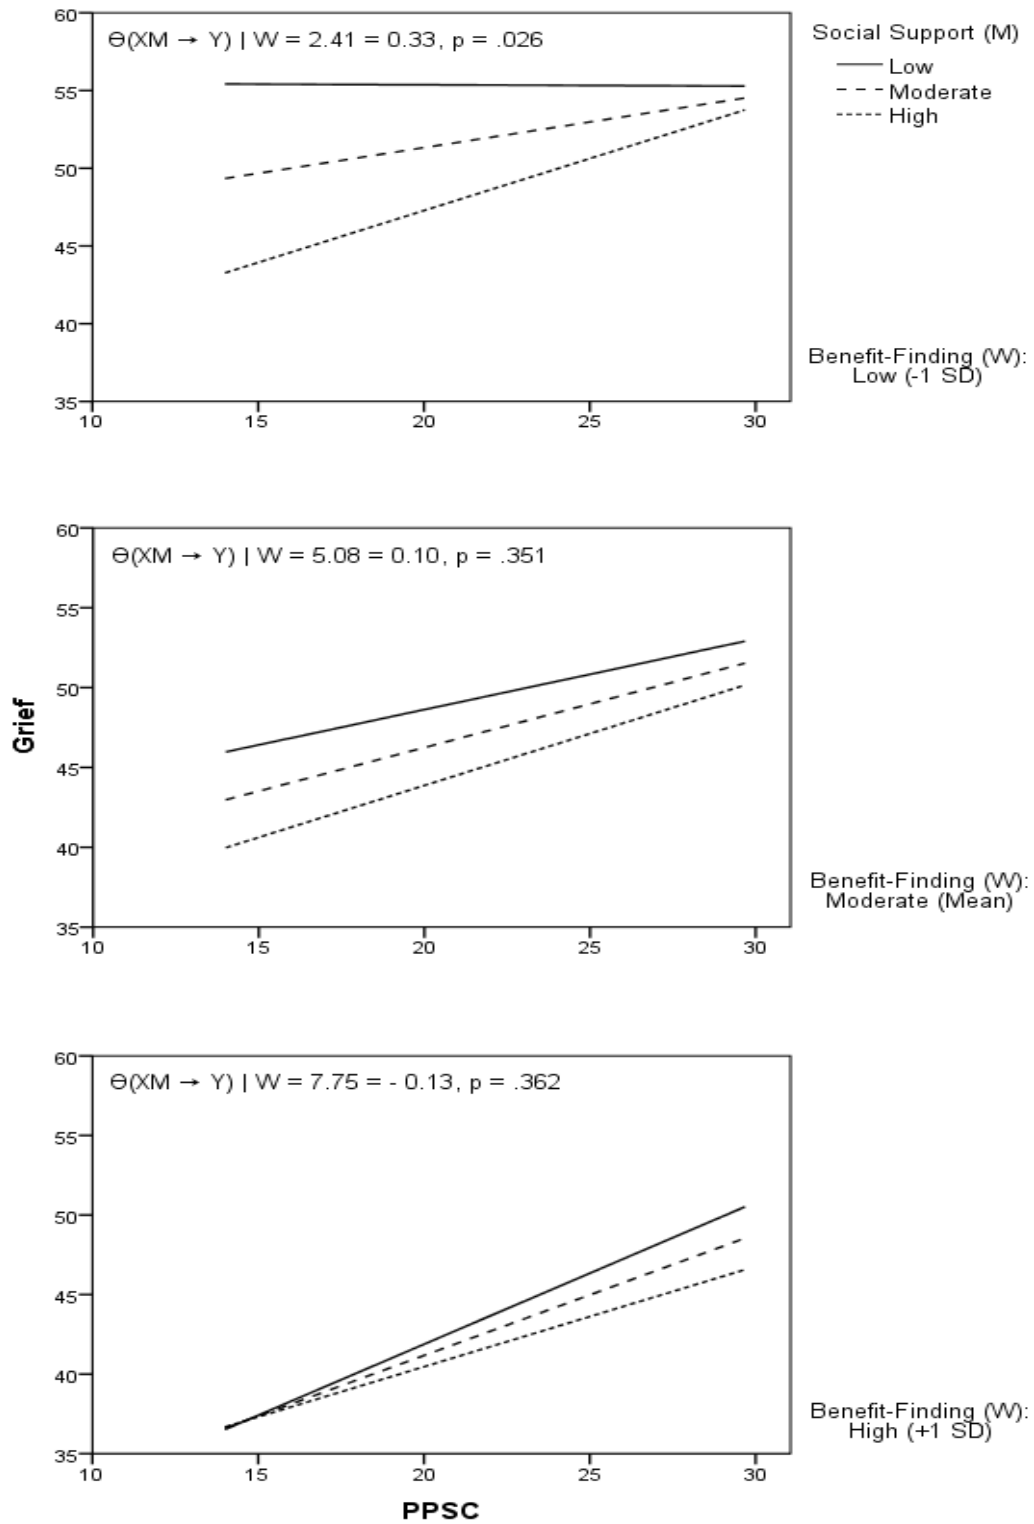 60
55
50
45
40
35
10 15 20 25 30
Ɵ(XM → Y) | W = 2.41 = 0.33, p = .026
Social Support (M)
Low
Moderate
High
Benefit-Finding (W):
Low (-1 SD)
60
55
50
45
40
35
10 15 20 25 30
Ɵ(XM → Y) | W = 5.08 = 0.10, p = .351
Grief
Benefit-Finding (W):
Moderate (Mean)
60
55
50
45
40
35
10 15 20 25 30
Ɵ(XM → Y) | W = 7.75 = - 0.13, p = .362
Benefit-Finding (W):
High (+1 SD)
PPSC